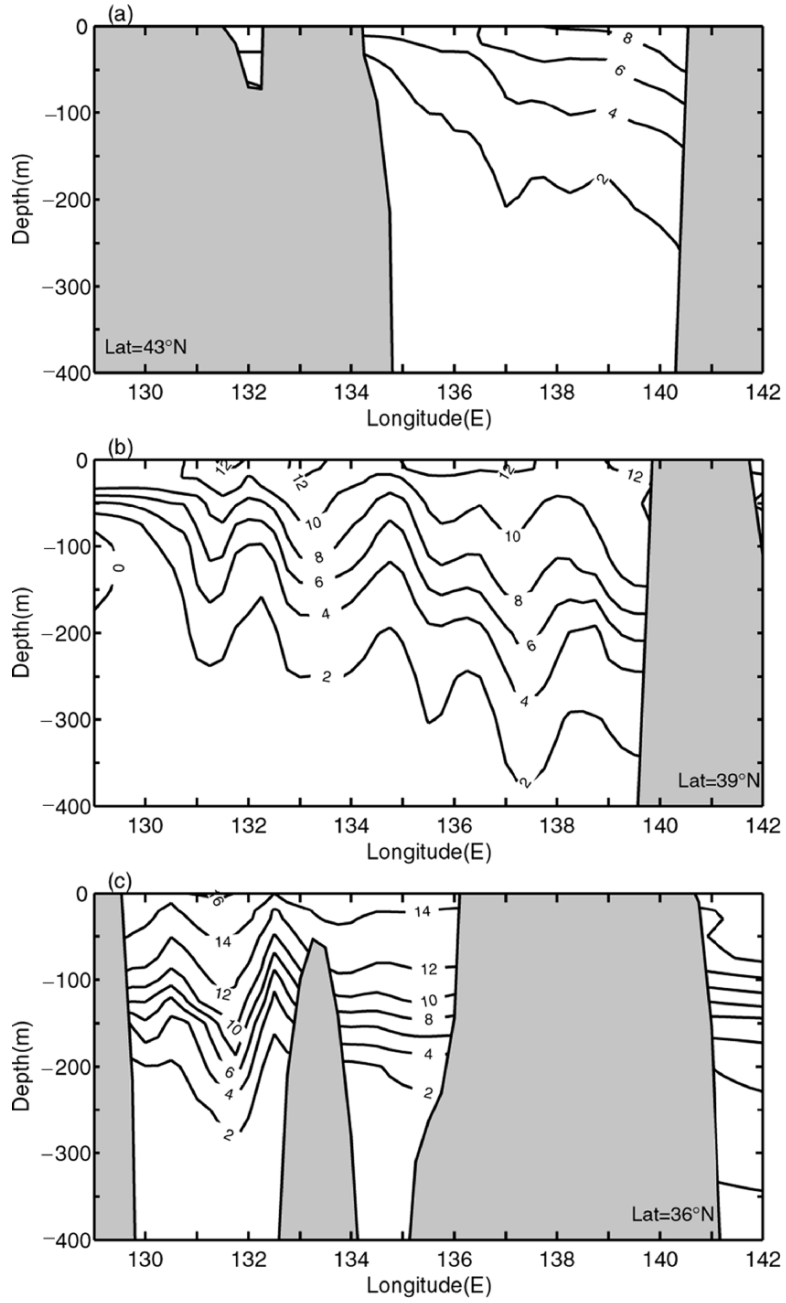 (a)
0
−100
−200
−300
−400
Depth(m)
8
6
4
2
Lat=43°N
130 132 134 136 138 140 142
Longitude(E)
(b)
0
−100
−200
−300
−400
Depth(m)
12 12 12 12
10 10
8 8
6 6
4 4
2 2
0
Lat=39°N
130 132 134 136 138 140 142
Longitude(E)
(c)
0
−100
−200
−300
−400
Depth(m)
16
14 14
12 12
10 10
8
6
4 4
2 2
Lat=36°N
130 132 134 136 138 140 142
Longitude(E)